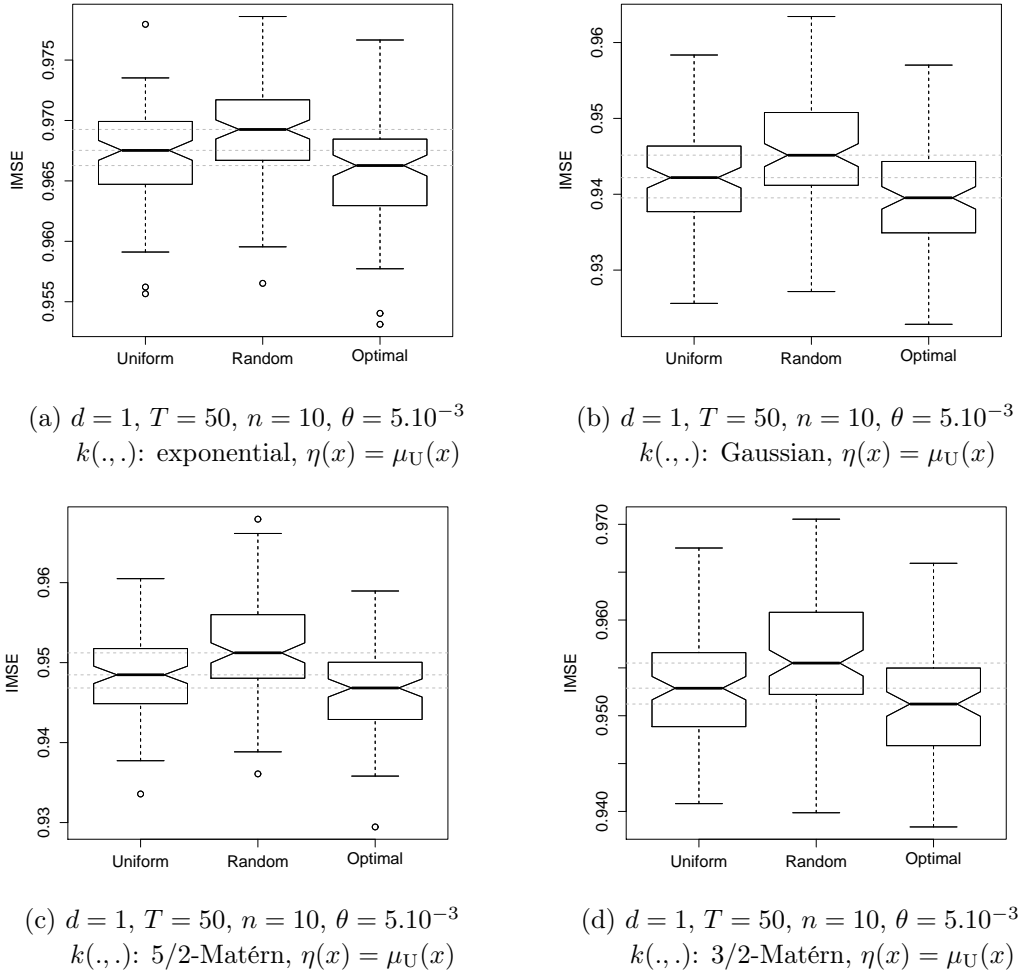 IMSE
0.975
0.970
0.965
0.960
0.955
Uniform Random Optimal
(a) d = 1, T = 50, n = 10, θ = 5.10⁻³
k(.,.): exponential, η(x) = μ_U(x)
IMSE
0.96
0.95
0.94
0.93
Uniform Random Optimal
(b) d = 1, T = 50, n = 10, θ = 5.10⁻³
k(.,.): Gaussian, η(x) = μ_U(x)
IMSE
0.96
0.95
0.94
0.93
Uniform Random Optimal
(c) d = 1, T = 50, n = 10, θ = 5.10⁻³
k(.,.): 5/2-Matérn, η(x) = μ_U(x)
IMSE
0.970
0.960
0.950
0.940
Uniform Random Optimal
(d) d = 1, T = 50, n = 10, θ = 5.10⁻³
k(.,.): 3/2-Matérn, η(x) = μ_U(x)